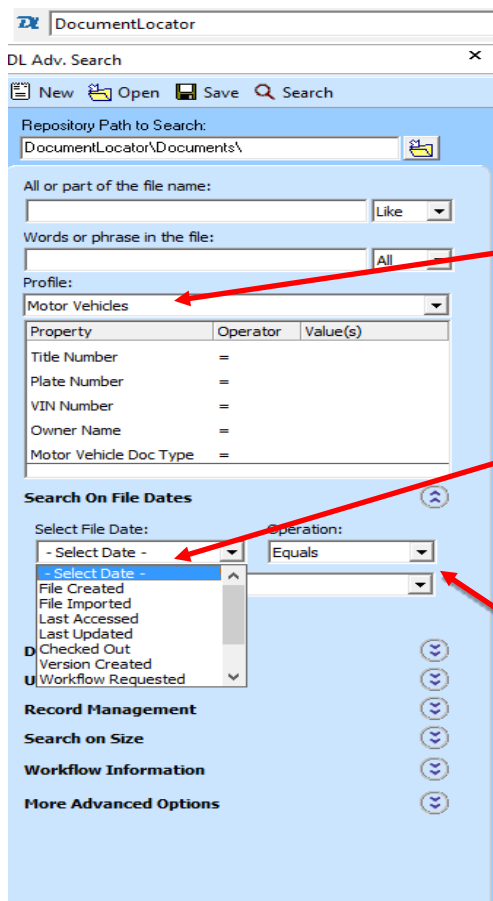 DL DocumentLocator
DL Adv. Search
New Open Save Search
Repository Path to Search:
DocumentLocator\Documents\
All or part of the file name:
Like
Words or phrase in the file:
All
Profile:
Motor Vehicles
Property Operator Value(s)
Title Number =
Plate Number =
VIN Number =
Owner Name =
Motor Vehicle Doc Type =
Search On File Dates
Select File Date: Operation:
- Select Date - Equals
- Select Date -
File Created
File Imported
Last Accessed
Last Updated
Checked Out
D
Version Created
U Workflow Requested
Record Management
Search on Size
Workflow Information
More Advanced Options